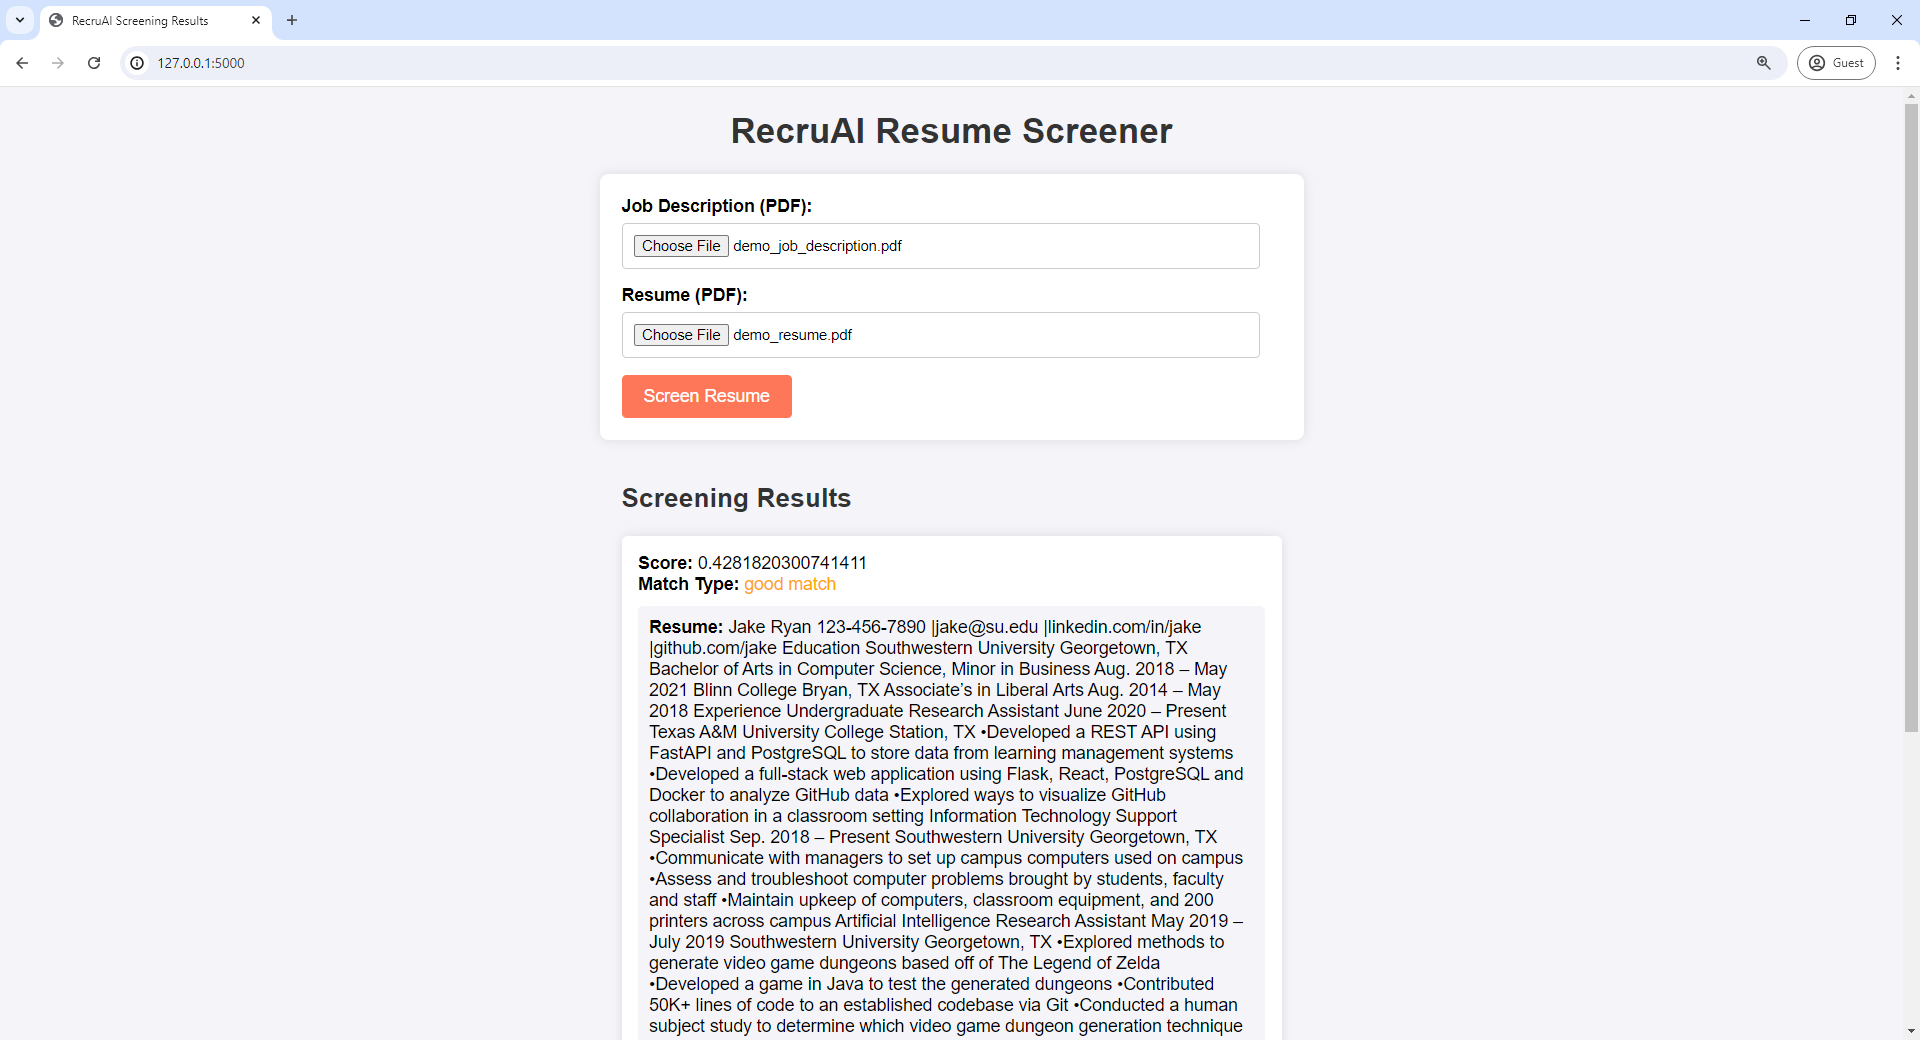 RecruAI Screening Results
127.0.0.1:5000
Guest
RecruAI Resume Screener
Job Description (PDF):
Choose File demo_job_description.pdf
Resume (PDF):
Choose File demo_resume.pdf
Screen Resume
Screening Results
Score: 0.4281820300741411
Match Type: good match
Resume: Jake Ryan 123-456-7890 |jake@su.edu |linkedin.com/in/jake
|github.com/jake Education Southwestern University Georgetown, TX
Bachelor of Arts in Computer Science, Minor in Business Aug. 2018 – May
2021 Blinn College Bryan, TX Associate’s in Liberal Arts Aug. 2014 – May
2018 Experience Undergraduate Research Assistant June 2020 – Present
Texas A&M University College Station, TX •Developed a REST API using
FastAPI and PostgreSQL to store data from learning management systems
•Developed a full-stack web application using Flask, React, PostgreSQL and
Docker to analyze GitHub data •Explored ways to visualize GitHub
collaboration in a classroom setting Information Technology Support
Specialist Sep. 2018 – Present Southwestern University Georgetown, TX
•Communicate with managers to set up campus computers used on campus
•Assess and troubleshoot computer problems brought by students, faculty
and staff •Maintain upkeep of computers, classroom equipment, and 200
printers across campus Artificial Intelligence Research Assistant May 2019 –
July 2019 Southwestern University Georgetown, TX •Explored methods to
generate video game dungeons based off of The Legend of Zelda
•Developed a game in Java to test the generated dungeons •Contributed
50K+ lines of code to an established codebase via Git •Conducted a human
subject study to determine which video game dungeon generation technique